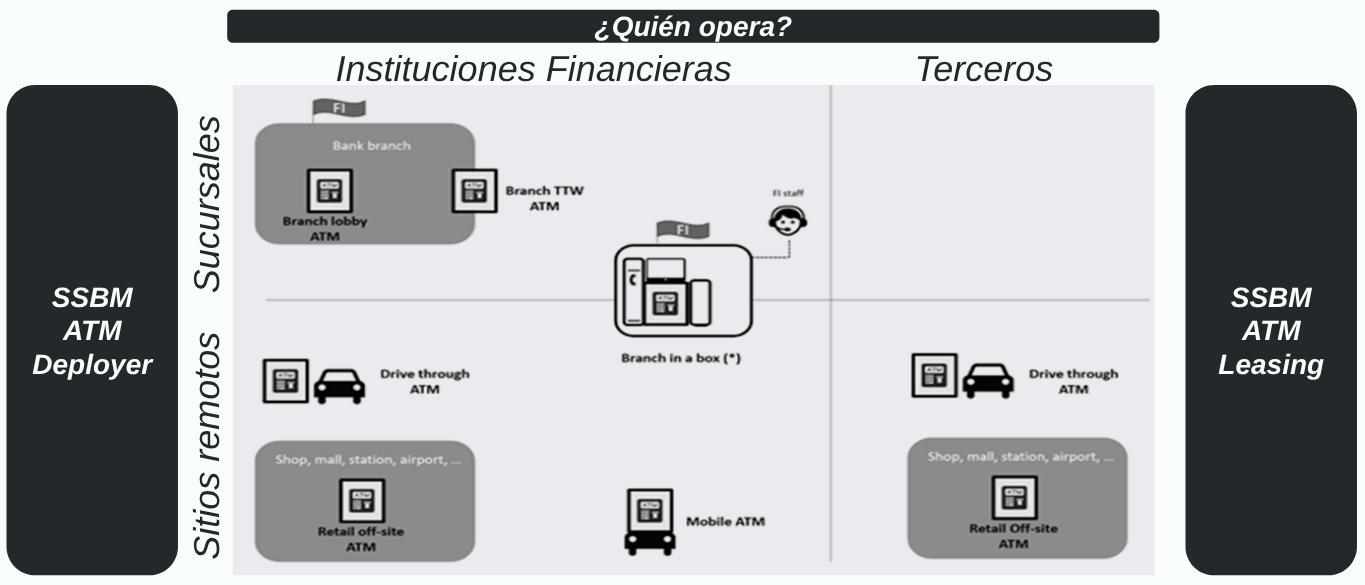 ¿Quién opera?
Instituciones Financieras
Terceros
SSBM
ATM
Deployer
Sucursales
Sitios remotos
FI
Bank branch
ATM
Branch lobby
ATM
ATM
Branch TTW
ATM
FI staff
FI
ATM
Branch in a box (*)
ATM
Drive through
ATM
ATM
Drive through
ATM
Shop, mall, station, airport, ...
ATM
Retail off-site
ATM
ATM
Mobile ATM
Shop, mall, station, airport, ...
ATM
Retail Off-site
ATM
SSBM
ATM
Leasing